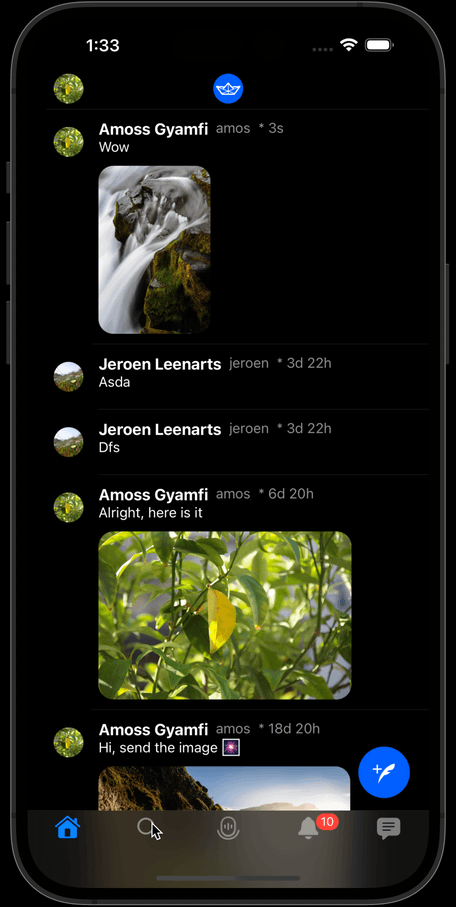 1:33
Amoss Gyamfi amos * 3s
Wow
Jeroen Leenarts jeroen * 3d 22h
Asda
Jeroen Leenarts jeroen * 3d 22h
Dfs
Amoss Gyamfi amos * 6d 20h
Alright, here is it
Amoss Gyamfi amos * 18d 20h
Hi, send the image 🎆
10